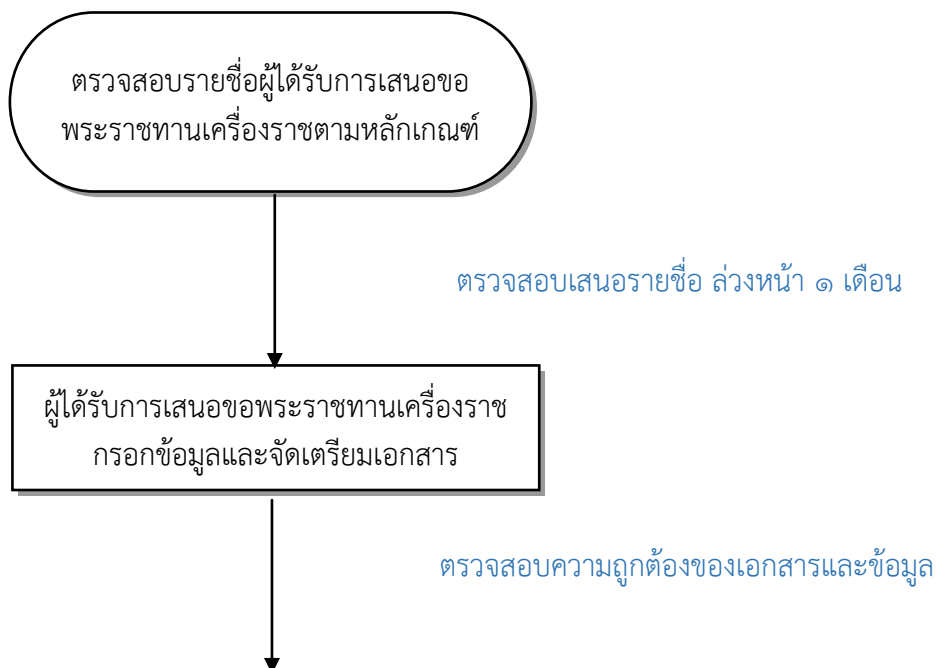 ตรวจสอบรายชื่อผู้ได้รับการเสนอขอ
พระราชทานเครื่องราชตามหลักเกณฑ์
ตรวจสอบเสนอรายชื่อ ล่วงหน้า ๑ เดือน
ผู้ได้รับการเสนอขอพระราชทานเครื่องราช
กรอกข้อมูลและจัดเตรียมเอกสาร
ตรวจสอบความถูกต้องของเอกสารและข้อมูล